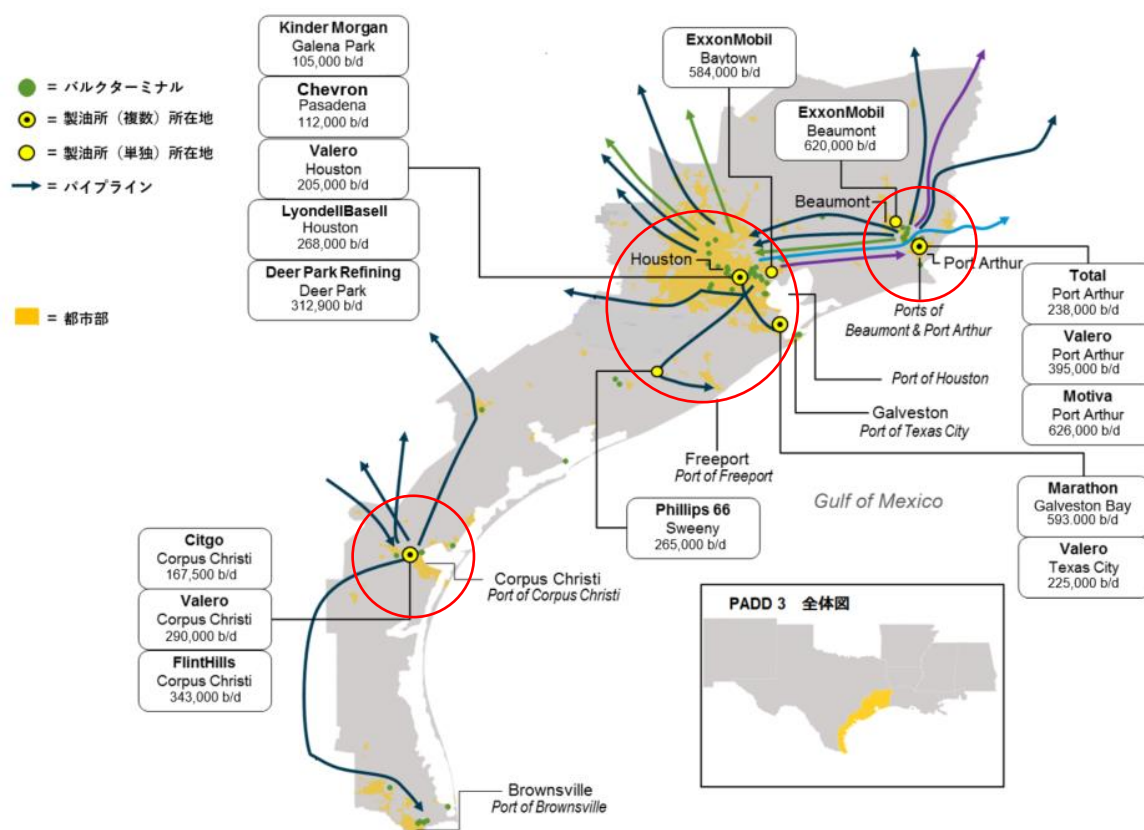 Kinder Morgan
Galena Park
105,000 b/d
Chevron
Pasadena
112,000 b/d
Valero
Houston
205,000 b/d
LyondellBasell
Houston
268,000 b/d
Deer Park Refining
Deer Park
312,900 b/d
= バルクターミナル
= 製油所（複数）所在地
= 製油所（単独）所在地
= パイプライン
= 都市部
ExxonMobil
Baytown
584,000 b/d
ExxonMobil
Beaumont
620,000 b/d
Beaumont
Houston
Port Arthur
Ports of
Beaumont & Port Arthur
Total
Port Arthur
238,000 b/d
Valero
Port Arthur
395,000 b/d
Motiva
Port Arthur
626,000 b/d
Port of Houston
Galveston
Port of Texas City
Freeport
Port of Freeport
Gulf of Mexico
Phillips 66
Sweeny
265,000 b/d
Marathon
Galveston Bay
593.000 b/d
Valero
Texas City
225,000 b/d
Citgo
Corpus Christi
167,500 b/d
Valero
Corpus Christi
290,000 b/d
FlintHills
Corpus Christi
343,000 b/d
Corpus Christi
Port of Corpus Christi
PADD 3 全体図
Brownsville
Port of Brownsville